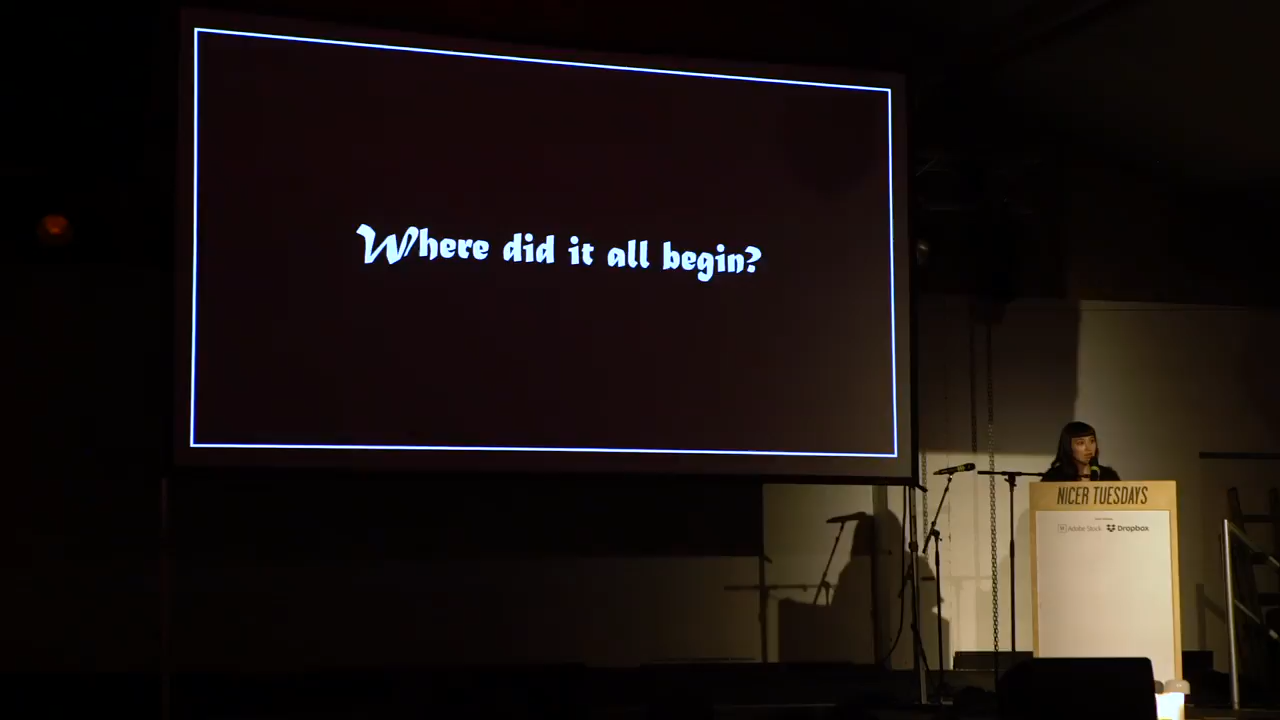 Where did it all begin?
NICER TUESDAYS
Adobe Stock Dropbox